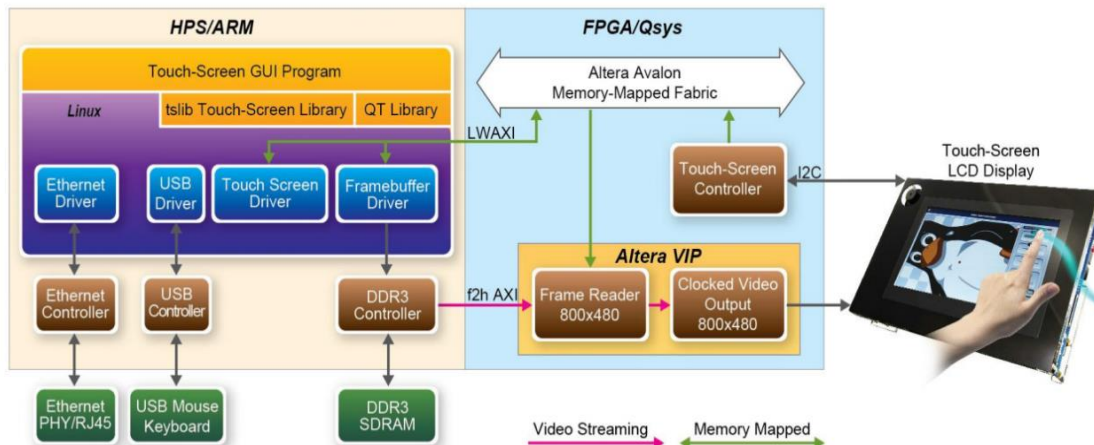 HPS/ARM
FPGA/Qsys
Touch-Screen GUI Program
Linux
tslib Touch-Screen Library
QT Library
Altera Avalon
Memory-Mapped Fabric
LWAXI
Ethernet
Driver
USB
Driver
Touch Screen
Driver
Framebuffer
Driver
Touch-Screen
Controller
I2C
Touch-Screen
LCD Display
Altera VIP
Ethernet
Controller
USB
Controller
DDR3
Controller
f2h AXI
Frame Reader
800x480
Clocked Video
Output
800x480
Ethernet
PHY/RJ45
USB Mouse
Keyboard
DDR3
SDRAM
Video Streaming
Memory Mapped